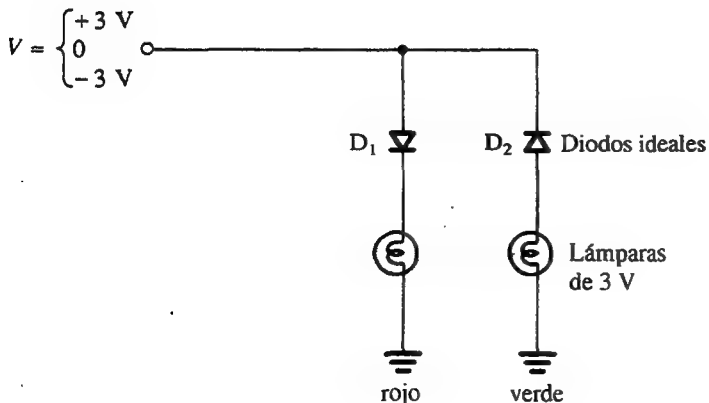 + 3 V
V = 0
− 3 V
D₁
D₂ Diodos ideales
Lámparas
de 3 V
rojo
verde